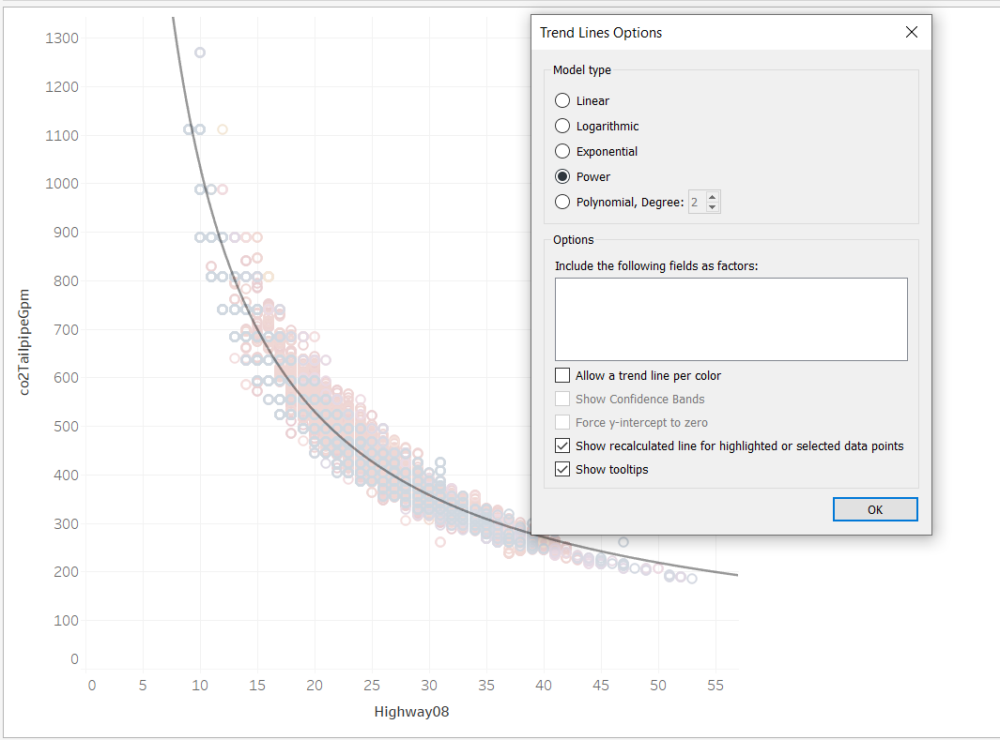 1300
1200
1100
1000
900
800
700
600
500
400
300
200
100
0
co2TailpipeGpm
0 5 10 15 20 25 30 35 40 45 50 55
Highway08
Trend Lines Options
Model type
Linear
Logarithmic
Exponential
Power
Polynomial, Degree: 2
Options
Include the following fields as factors:
Allow a trend line per color
Show Confidence Bands
Force y-intercept to zero
Show recalculated line for highlighted or selected data points
Show tooltips
OK